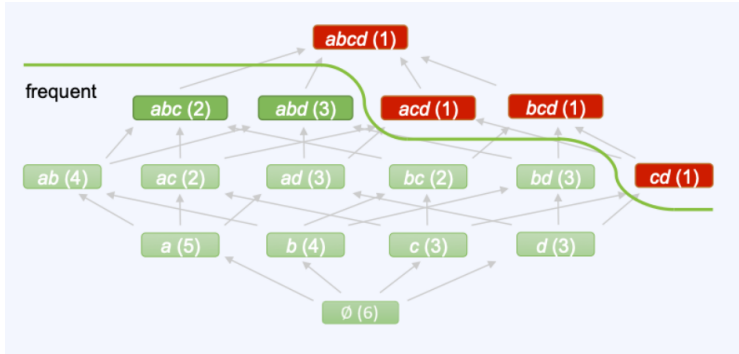 abcd (1)
frequent
abc (2) abd (3) acd (1) bcd (1)
ab (4) ac (2) ad (3) bc (2) bd (3) cd (1)
a (5) b (4) c (3) d (3)
Ø (6)